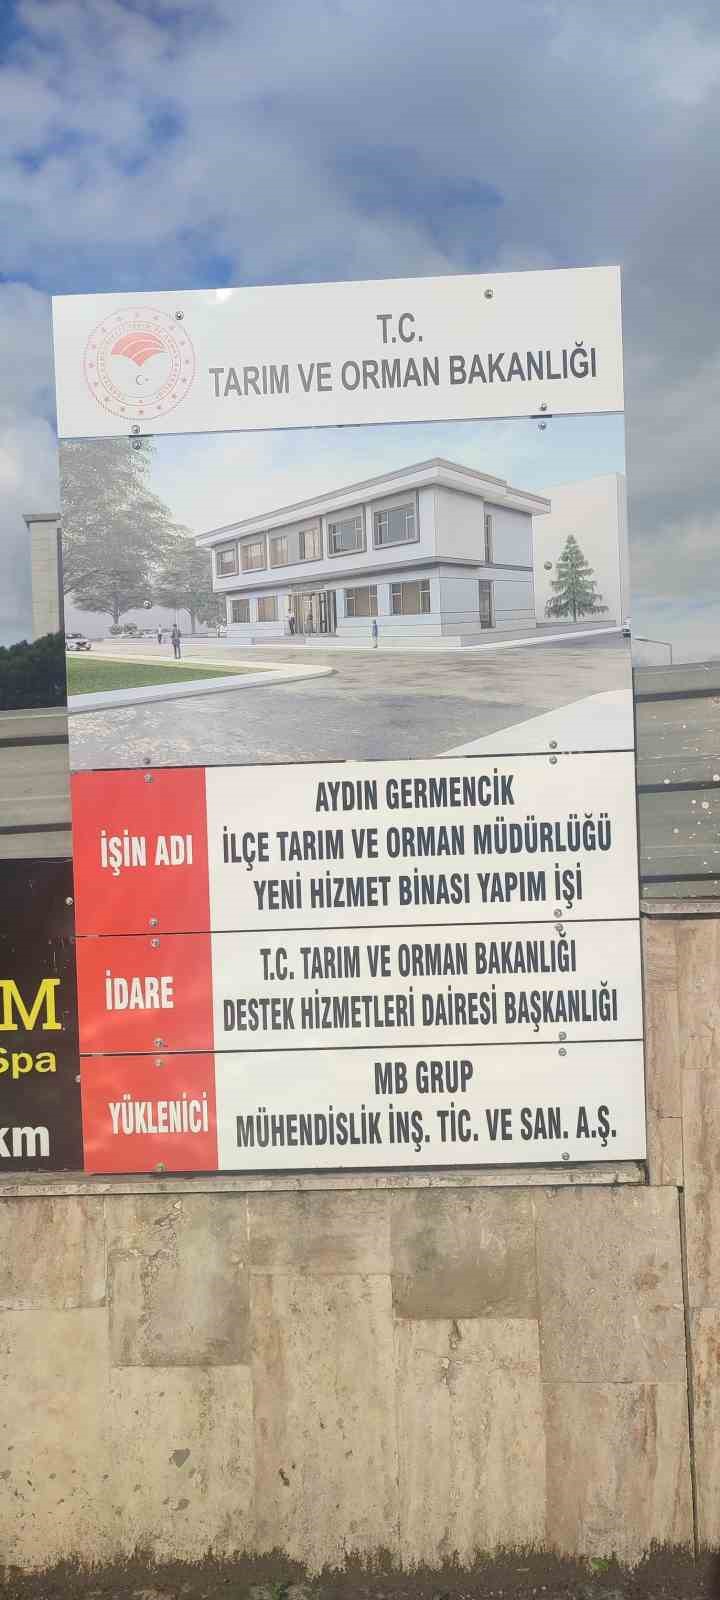 T.C.
TARIM VE ORMAN BAKANLIĞI
İŞİN ADI
AYDIN GERMENCİK
İLÇE TARIM VE ORMAN MÜDÜRLÜĞÜ
YENİ HİZMET BİNASI YAPIM İŞİ
İDARE
T.C. TARIM VE ORMAN BAKANLIĞI
DESTEK HİZMETLERİ DAİRESİ BAŞKANLIĞI
YÜKLENİCİ
MB GRUP
MÜHENDİSLİK İNŞ. TİC. VE SAN. A.Ş.
M
Spa
km